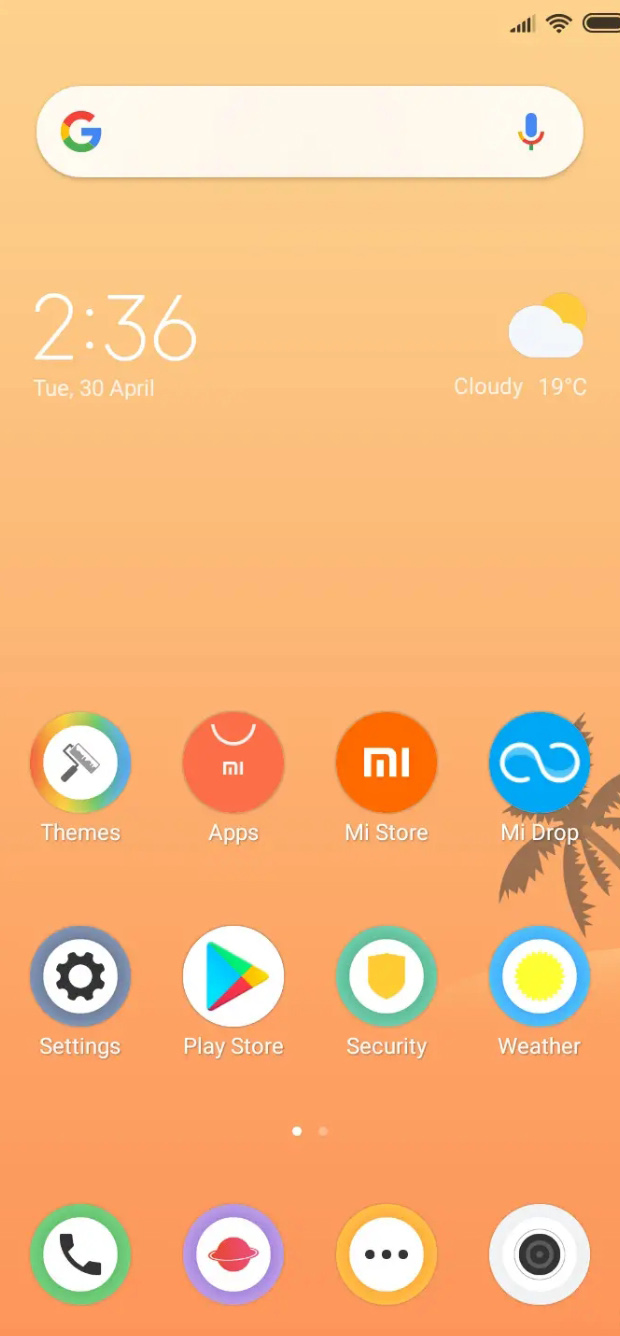 2:36
Tue, 30 April
Cloudy 19°C
mi
mi
Themes
Apps
Mi Store
Mi Drop
Settings
Play Store
Security
Weather